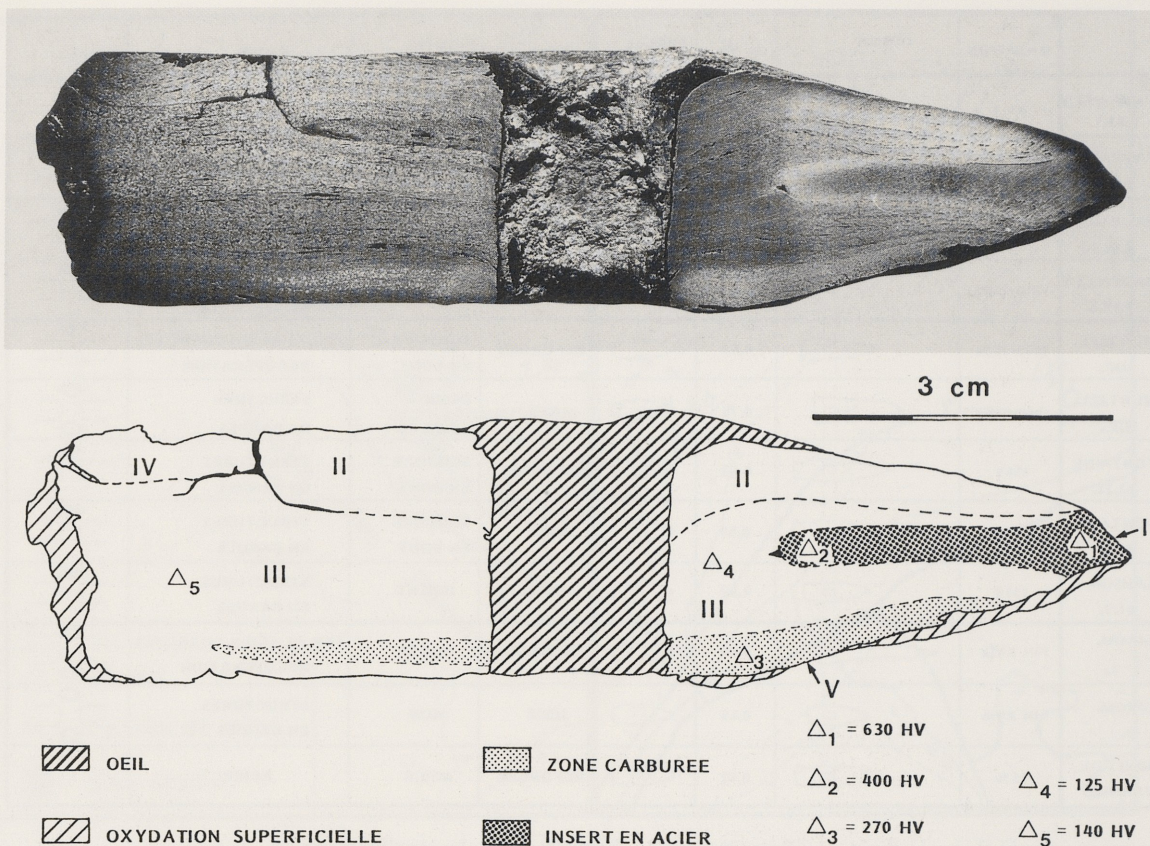 3 cm
IV
II
II
I
△2
△1
△4
△5
III
III
△3
V
△1 = 630 HV
OEIL
ZONE CARBUREE
△2 = 400 HV
△4 = 125 HV
OXYDATION SUPERFICIELLE
INSERT EN ACIER
△3 = 270 HV
△5 = 140 HV